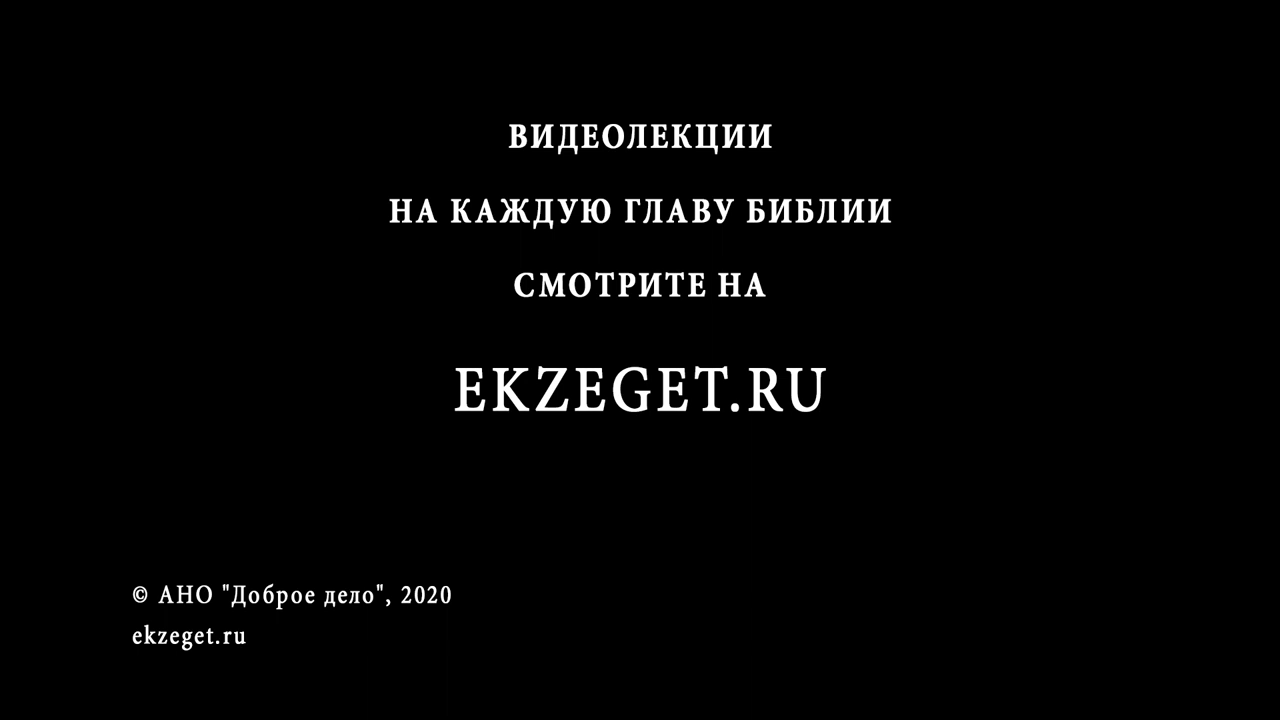 ВИДЕОЛЕКЦИИ
НА КАЖДУЮ ГЛАВУ БИБЛИИ
СМОТРИТЕ НА
EKZEGET.RU
© АНО "Доброе дело", 2020
ekzeget.ru